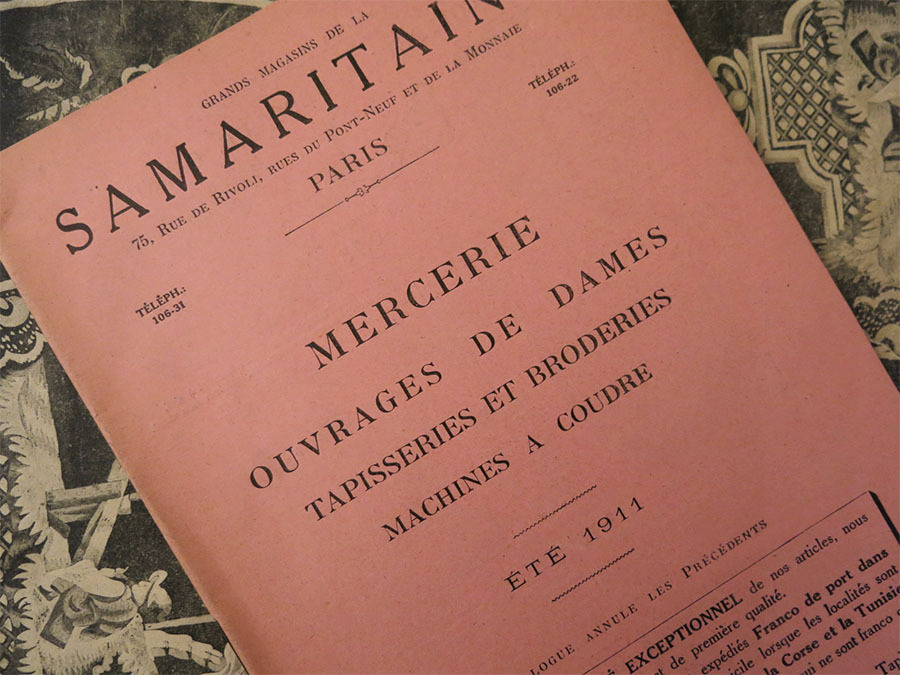 GRANDS MAGASINS DE LA
SAMARITAIN
75, RUE DE RIVOLI, RUES DU PONT-NEUF ET DE LA MONNAIE
PARIS
TÉLÉPH.:
106-22
TÉLÉPH.:
106-31
MERCERIE
OUVRAGES DE DAMES
TAPISSERIES ET BRODERIES
MACHINES A COUDRE
ÉTÉ 1911
LOGUE ANNULE LES PRÉCÉDENTS
É EXCEPTIONNEL de nos articles, nous
t de première qualité.
expédiés Franco de port dans
icile lorsque les localités sont
la Corse et la Tunisie
ui ne sont franco
Tapi